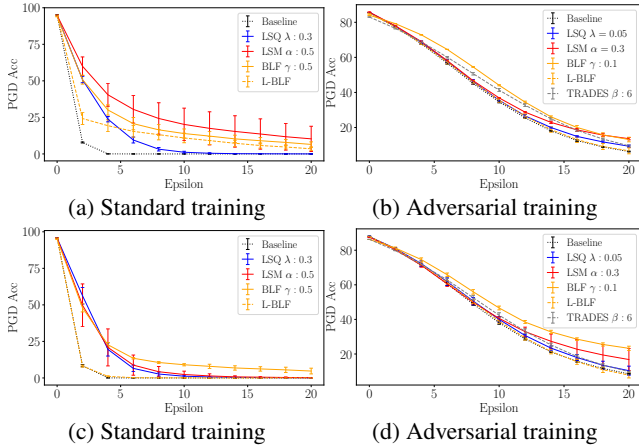 PGD Acc
100
75
50
25
0
0
5
10
15
20
Epsilon
Baseline
LSQ λ : 0.3
LSM α : 0.5
BLF γ : 0.5
L-BLF
(a) Standard training
PGD Acc
80
60
40
20
0
5
10
15
20
Epsilon
Baseline
LSQ λ = 0.05
LSM α = 0.3
BLF γ : 0.1
L-BLF
TRADES β : 6
(b) Adversarial training
PGD Acc
100
75
50
25
0
0
5
10
15
20
Epsilon
Baseline
LSQ λ : 0.3
LSM α : 0.5
BLF γ : 0.5
L-BLF
(c) Standard training
PGD Acc
80
60
40
20
0
5
10
15
20
Epsilon
Baseline
LSQ λ : 0.05
LSM α : 0.3
BLF γ : 0.1
L-BLF
TRADES β : 6
(d) Adversarial training